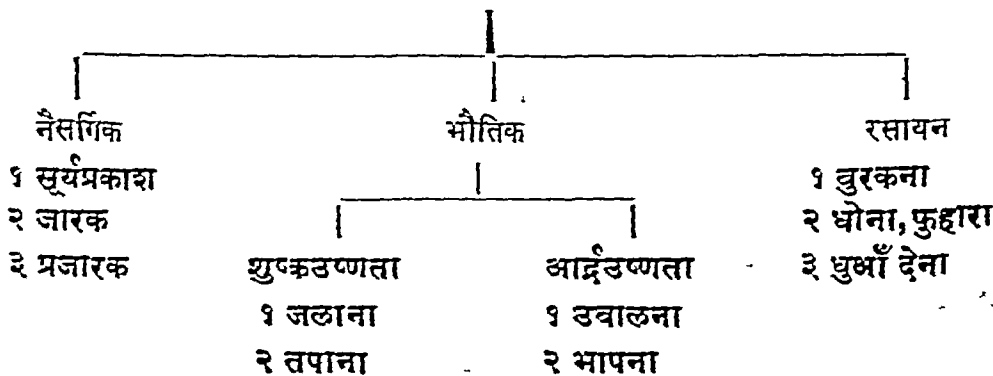 नैसर्गिक भौतिक रसायन
१ सूर्यप्रकाश १ वुरकना
२ जारक २ धोना, फुहारा
३ प्रजारक शुष्कउष्णता आर्द्रउष्णता ३ धुआँ देना
१ जलाना १ उवालना
२ तपाना २ भापना